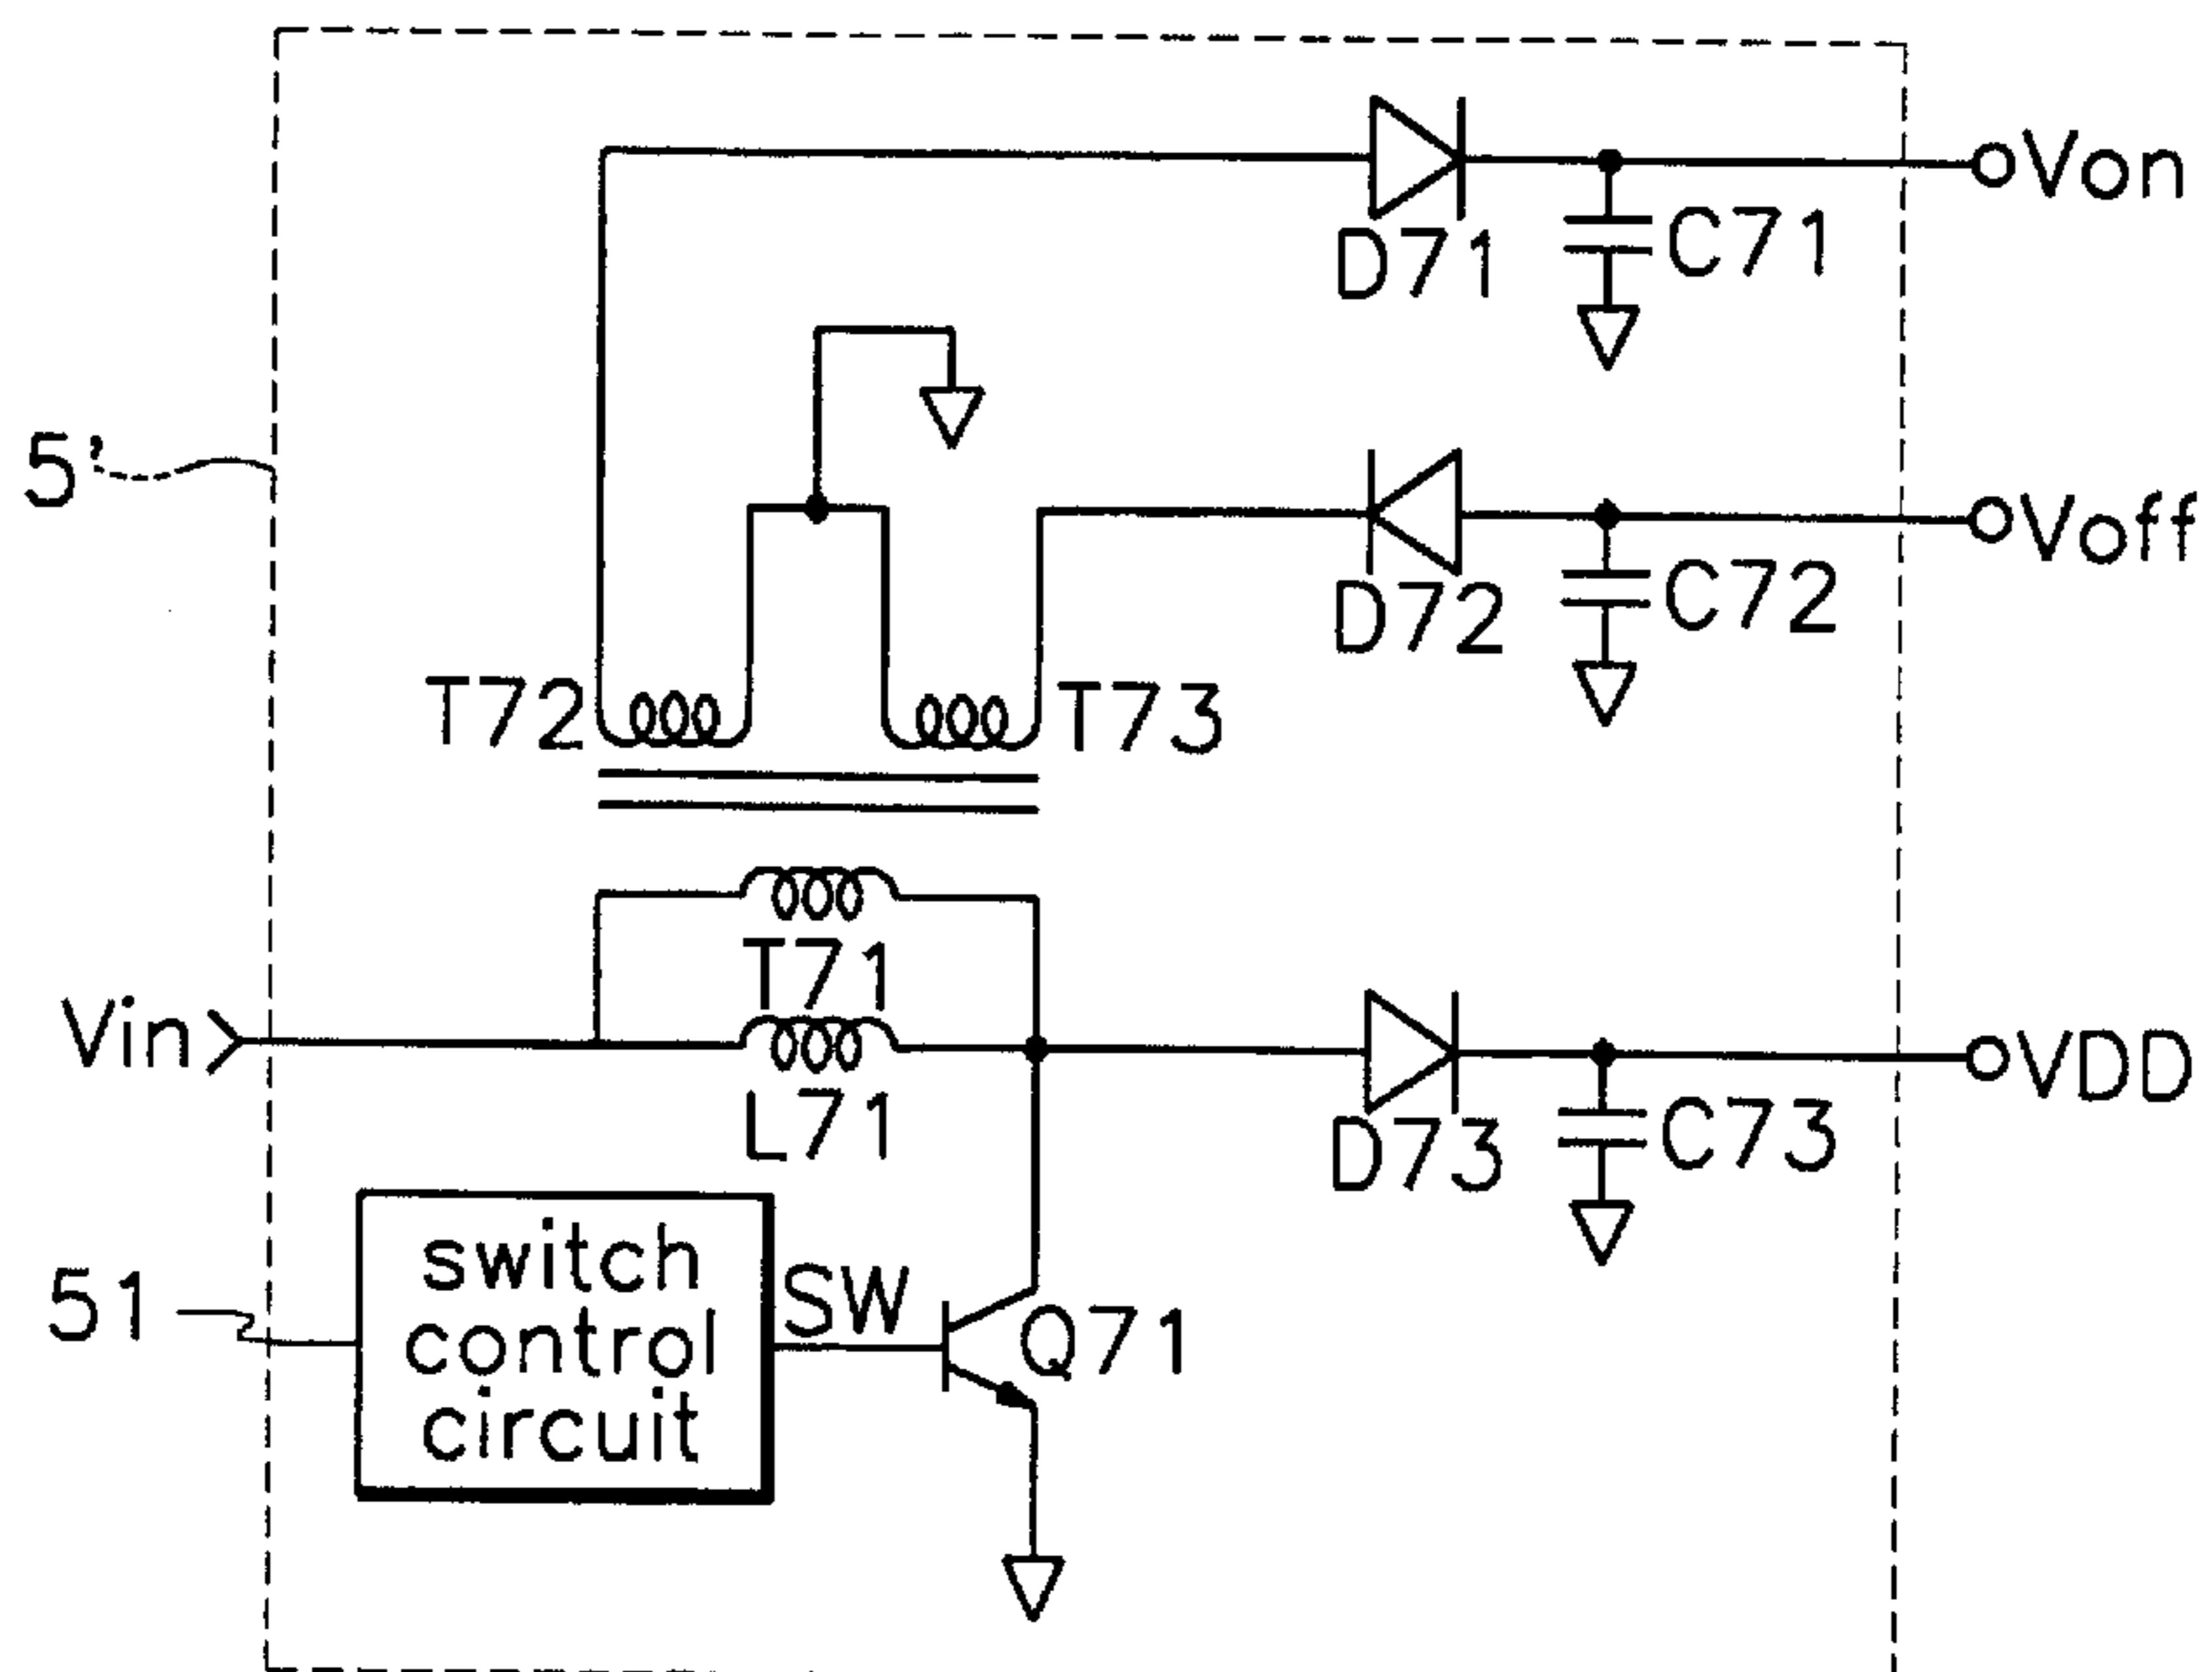 Von
D71
C71
5'
Voff
D72
C72
T72
T73
T71
Vin
VDD
L71
D73
C73
switch
control
circuit
51
SW
Q71